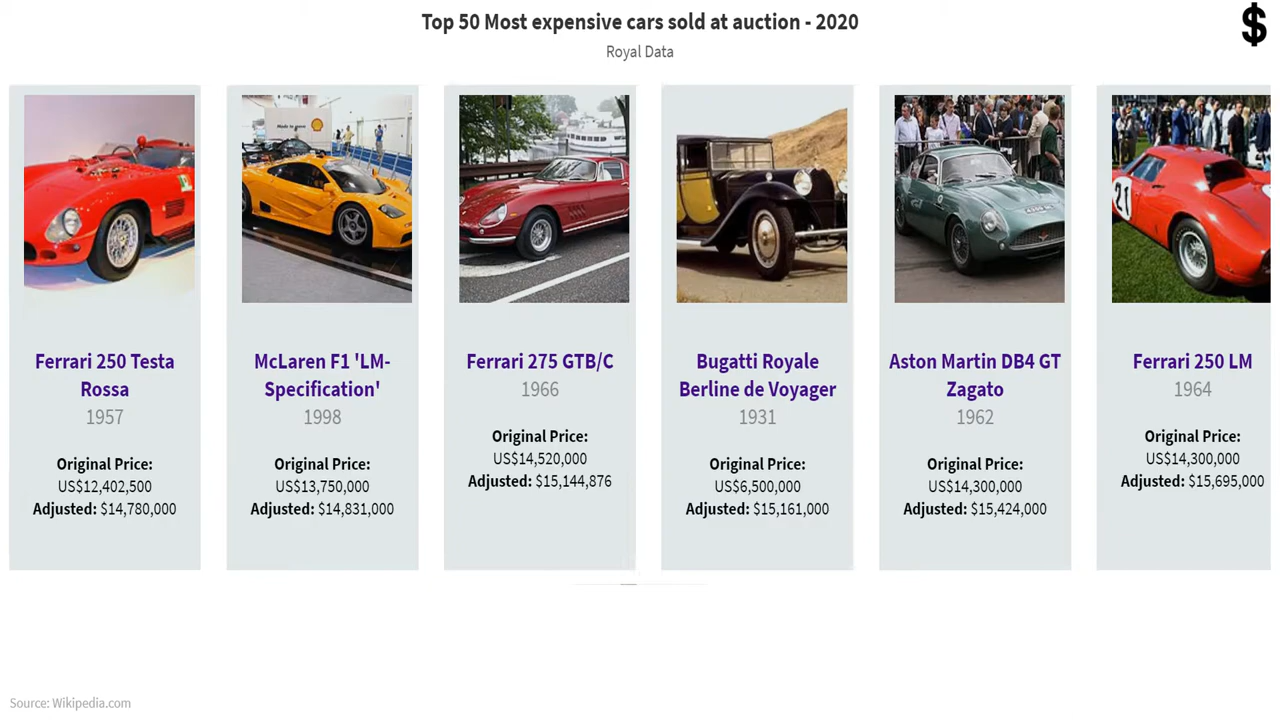 Top 50 Most expensive cars sold at auction - 2020
$
Royal Data
21
Ferrari 250 Testa
Rossa
1957
Original Price:
US$12,402,500
Adjusted: $14,780,000
McLaren F1 'LM-
Specification'
1998
Original Price:
US$13,750,000
Adjusted: $14,831,000
Ferrari 275 GTB/C
1966
Original Price:
US$14,520,000
Adjusted: $15,144,876
Bugatti Royale
Berline de Voyager
1931
Original Price:
US$6,500,000
Adjusted: $15,161,000
Aston Martin DB4 GT
Zagato
1962
Original Price:
US$14,300,000
Adjusted: $15,424,000
Ferrari 250 LM
1964
Original Price:
US$14,300,000
Adjusted: $15,695,000
Source: Wikipedia.com